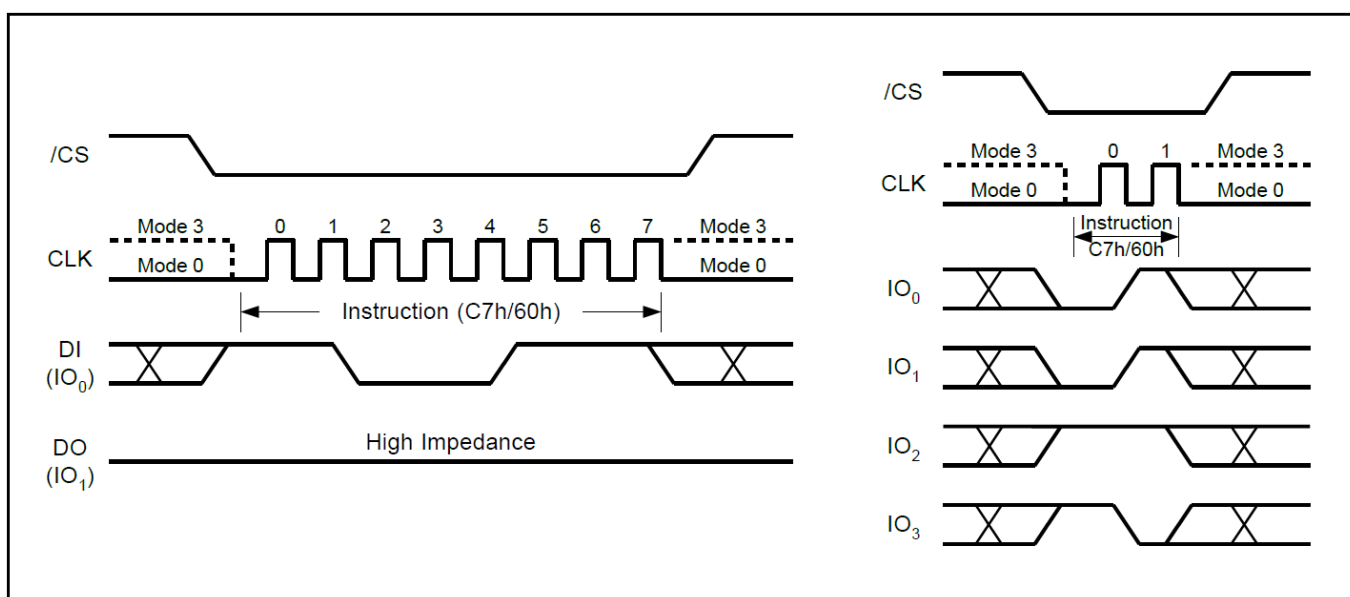 /CS
Mode 3 0 1 2 3 4 5 6 7 Mode 3
CLK
Mode 0 Mode 0
Instruction (C7h/60h)
DI
(IO0)
High Impedance
DO
(IO1)
/CS
Mode 3 0 1 Mode 3
CLK
Mode 0 Mode 0
Instruction
C7h/60h
IO0
IO1
IO2
IO3